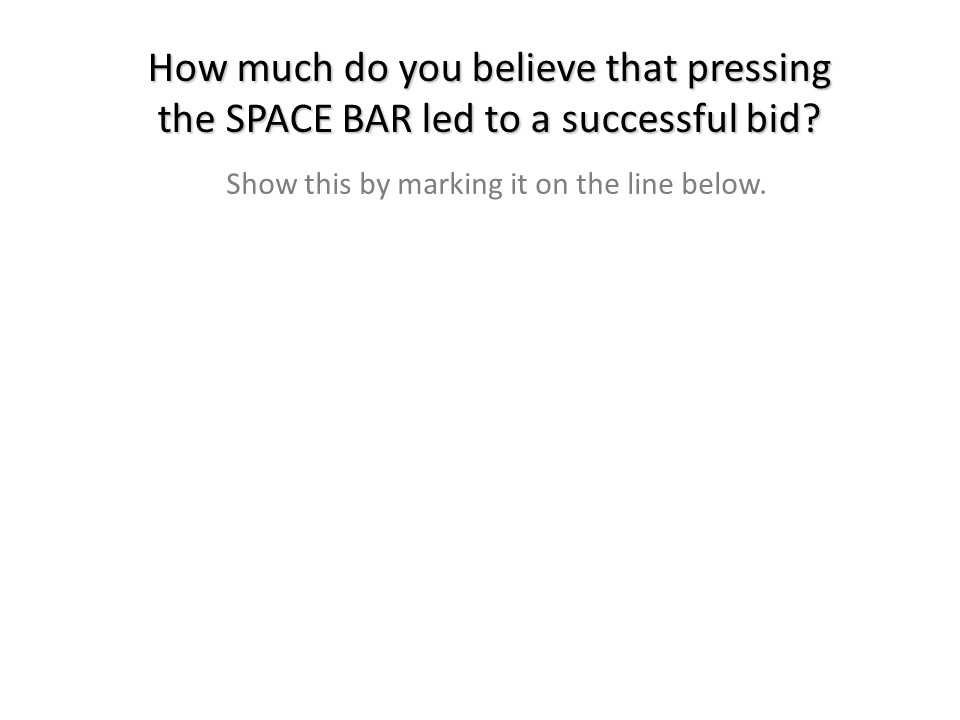 How much do you believe that pressing
the SPACE BAR led to a successful bid?
Show this by marking it on the line below.